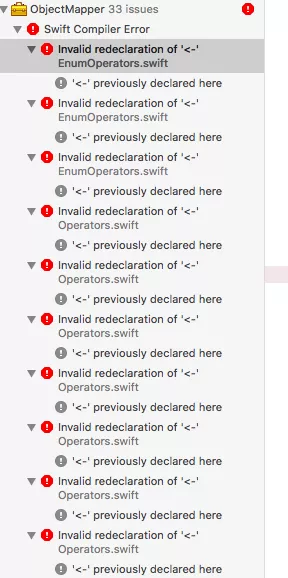 ObjectMapper 33 issues
Swift Compiler Error
Invalid redeclaration of '<-'
EnumOperators.swift
'<-' previously declared here
Invalid redeclaration of '<-'
EnumOperators.swift
'<-' previously declared here
Invalid redeclaration of '<-'
EnumOperators.swift
'<-' previously declared here
Invalid redeclaration of '<-'
Operators.swift
'<-' previously declared here
Invalid redeclaration of '<-'
Operators.swift
'<-' previously declared here
Invalid redeclaration of '<-'
Operators.swift
'<-' previously declared here
Invalid redeclaration of '<-'
Operators.swift
'<-' previously declared here
Invalid redeclaration of '<-'
Operators.swift
'<-' previously declared here
Invalid redeclaration of '<-'
Operators.swift
'<-' previously declared here
Invalid redeclaration of '<-'
Operators.swift
'<-' previously declared here